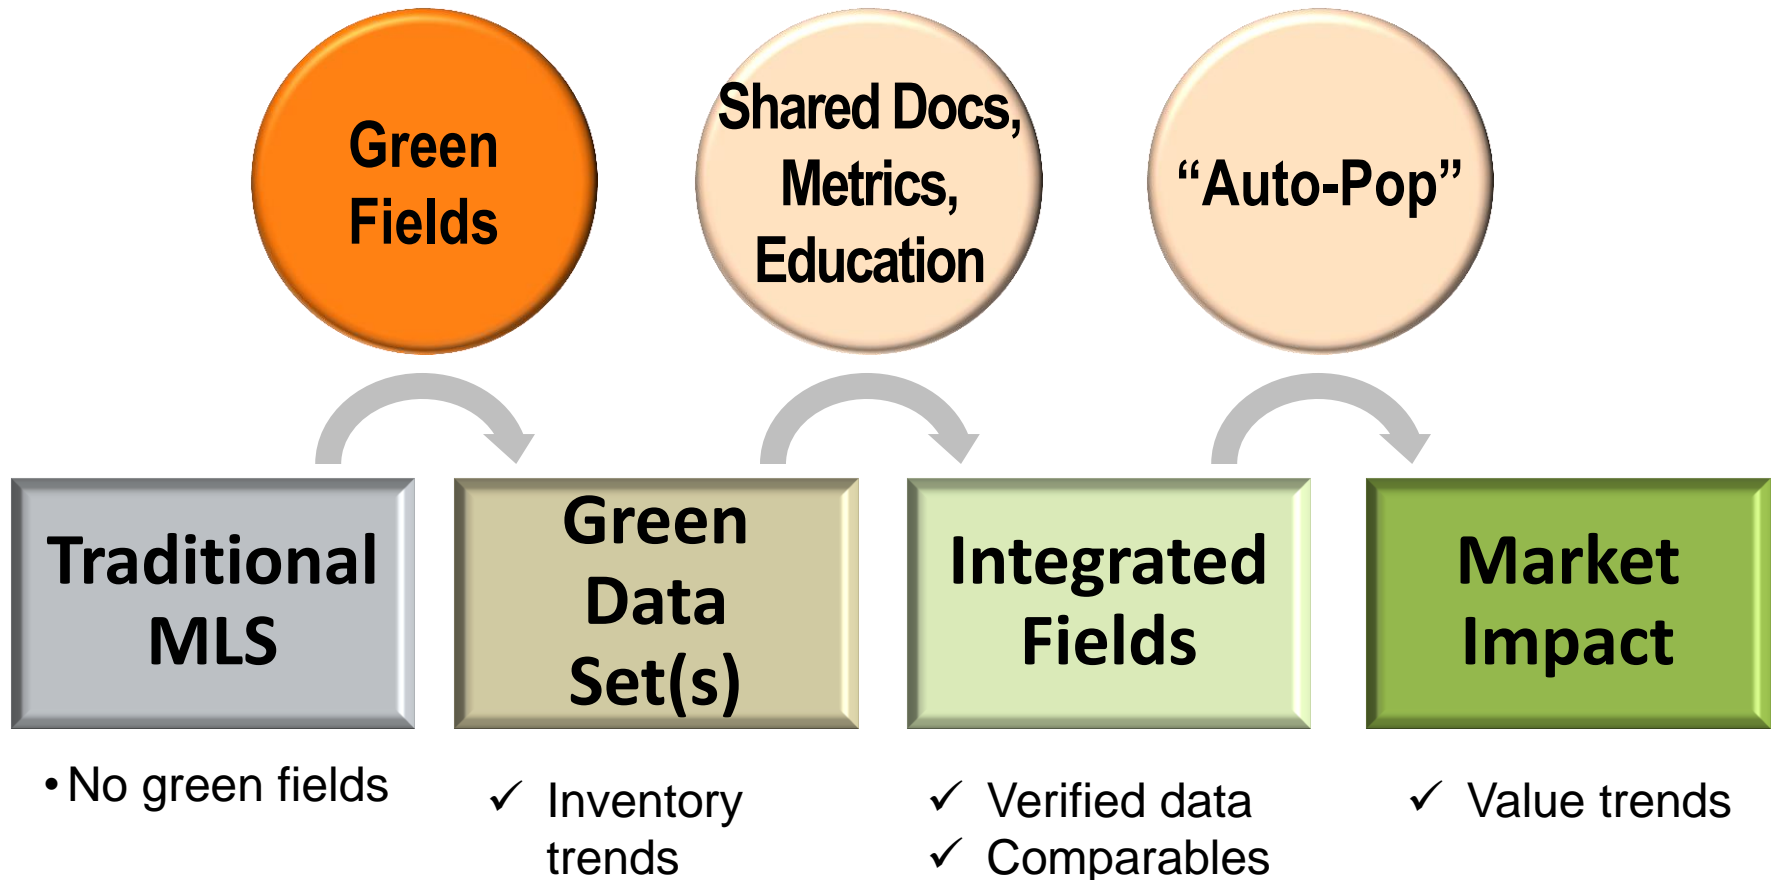 Green
Fields
Shared Docs,
Metrics,
Education
“Auto-Pop”
Traditional
MLS
Green
Data
Set(s)
Integrated
Fields
Market
Impact
• No green fields
✓ Inventory
trends
✓ Verified data
✓ Comparables
✓ Value trends